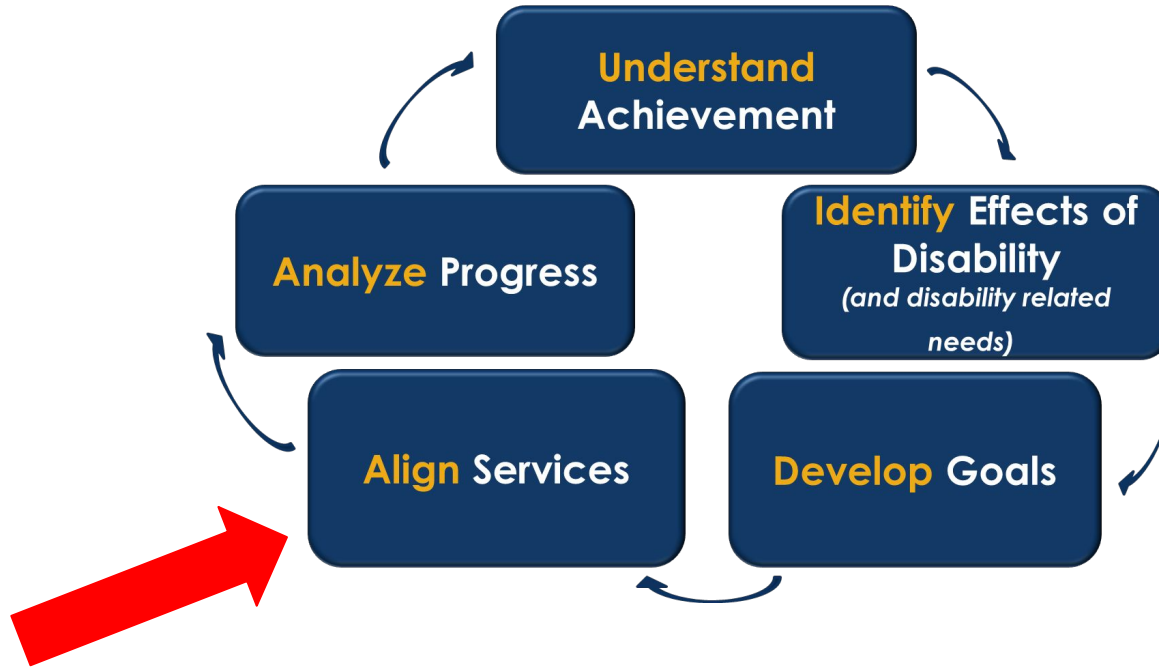 Understand
Achievement
Identify Effects of
Disability
(and disability related
needs)
Develop Goals
Align Services
Analyze Progress